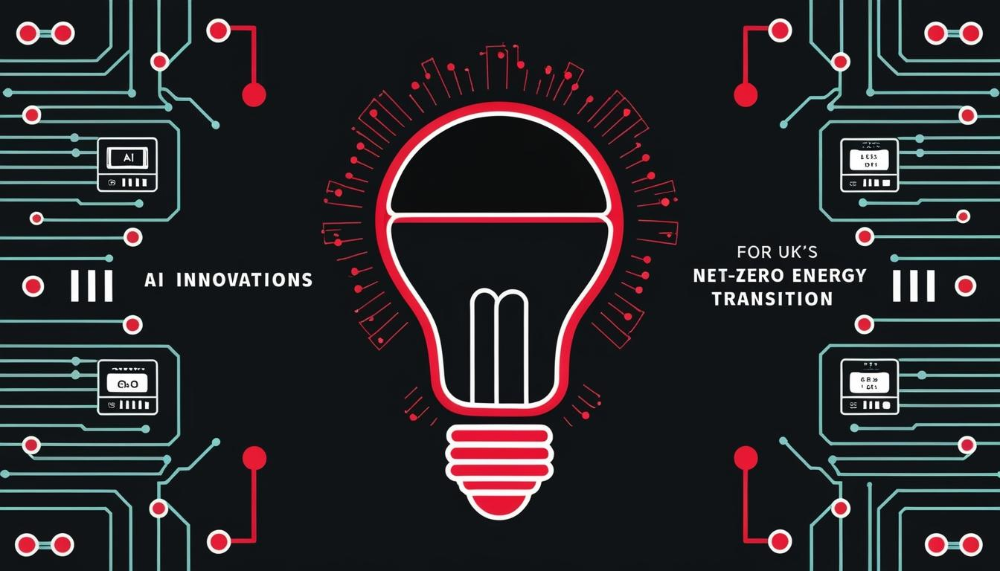 AI
AI INNOVATIONS
FOR UK'S
NET-ZERO ENERGY
TRANSITION